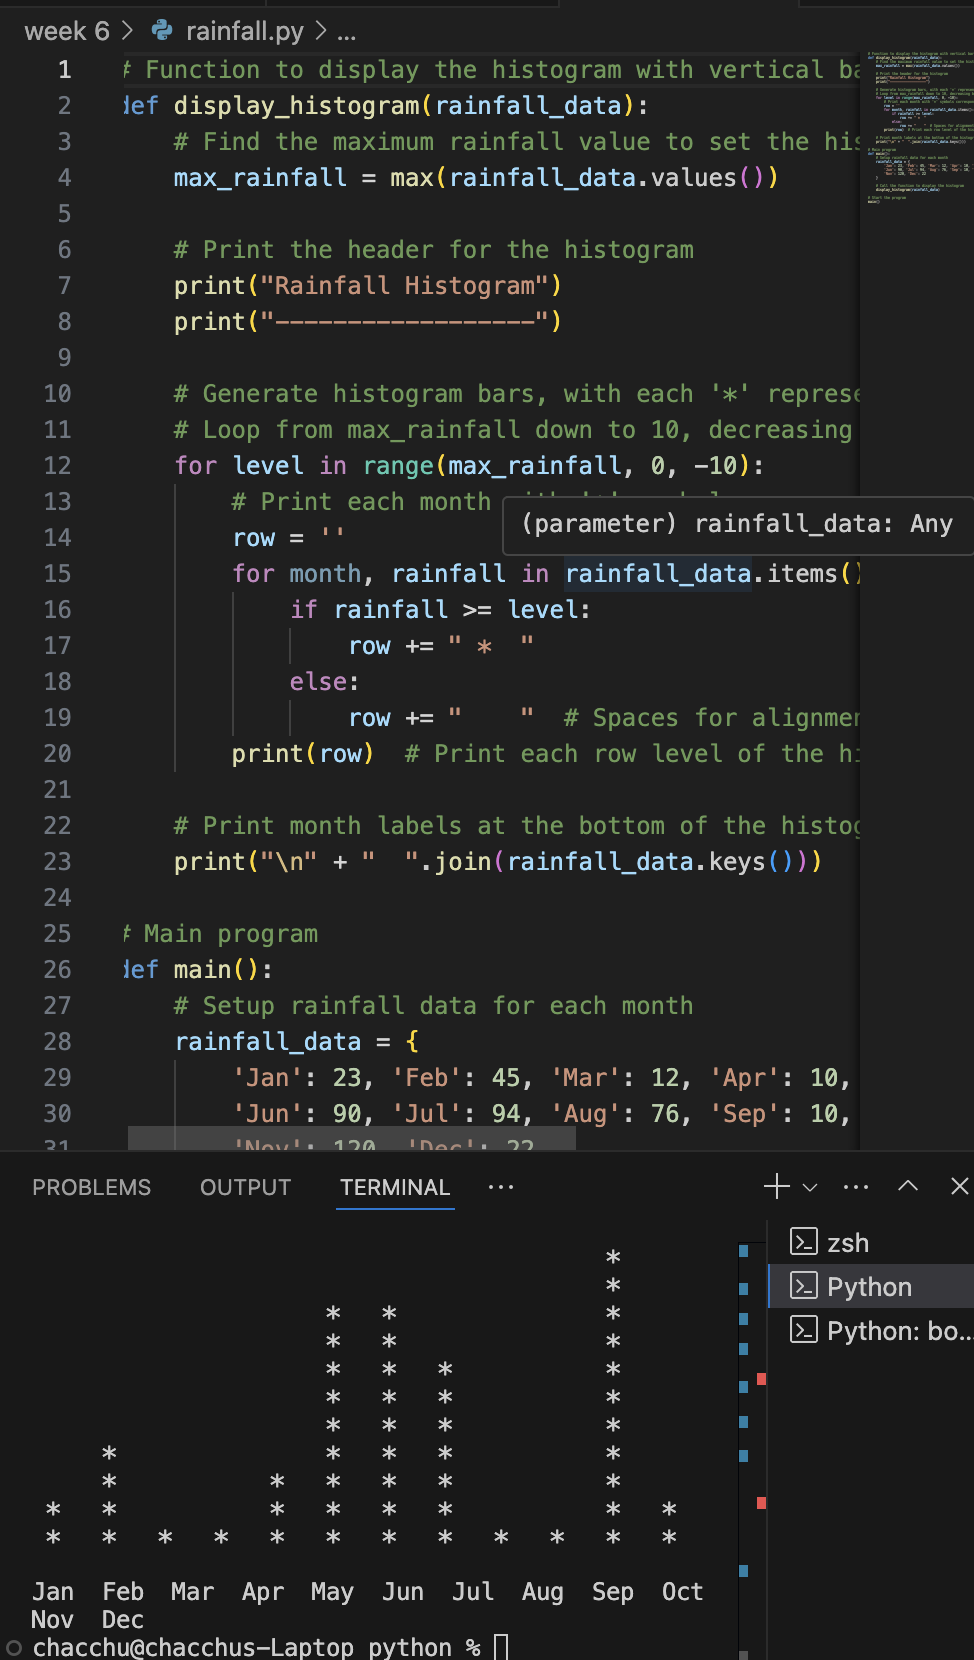 week 6 > rainfall.py > ...
1 # Function to display the histogram with vertical ba
2 def display_histogram(rainfall_data):
3 # Find the maximum rainfall value to set the his
4 max_rainfall = max(rainfall_data.values())
5
6 # Print the header for the histogram
7 print("Rainfall Histogram")
8 print("------------------")
9
10 # Generate histogram bars, with each '*' represe
11 # Loop from max_rainfall down to 10, decreasing
12 for level in range(max_rainfall, 0, -10):
13 # Print each month
(parameter) rainfall_data: Any
14 row = ''
15 for month, rainfall in rainfall_data.items()
16 if rainfall >= level:
17 row += " *  "
18 else:
19 row += "    "  # Spaces for alignmen
20 print(row)  # Print each row level of the hi
21
22 # Print month labels at the bottom of the histog
23 print("\n" + "  ".join(rainfall_data.keys()))
24
25 # Main program
26 def main():
27 # Setup rainfall data for each month
28 rainfall_data = {
29 'Jan': 23, 'Feb': 45, 'Mar': 12, 'Apr': 10,
30 'Jun': 90, 'Jul': 94, 'Aug': 76, 'Sep': 10,
31 'Nov': 120, 'Dec': 22
PROBLEMS OUTPUT TERMINAL ...
zsh
Python
Python: bo...
*
*
* * *
* * *
* * * *
* * * *
* * * *
* * * * *
* * * * * *
* * * * * * * *
* * * * * * * * * * * *
Jan Feb Mar Apr May Jun Jul Aug Sep Oct
Nov Dec
chacchu@chacchus-Laptop python %